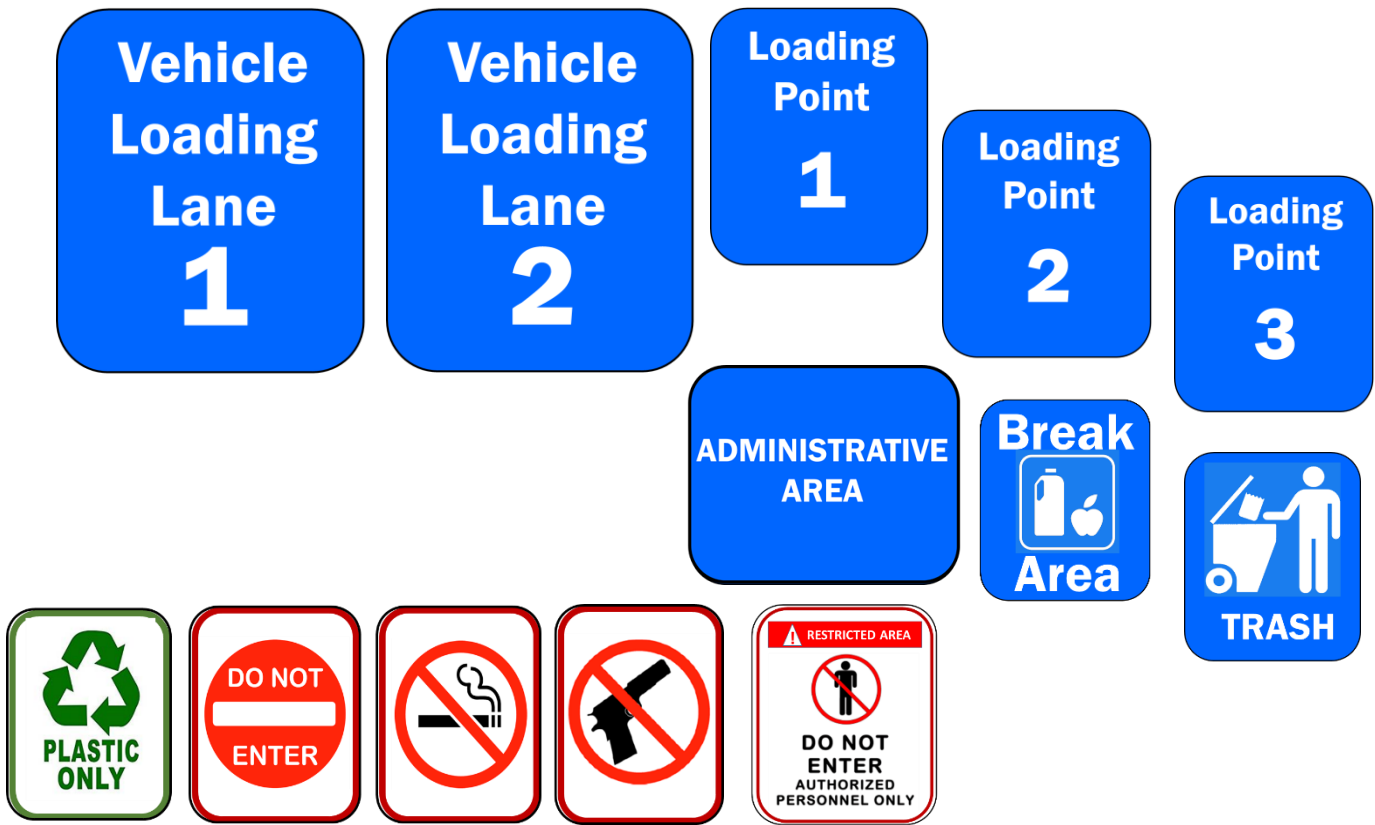 Vehicle
Loading
Lane
1
Vehicle
Loading
Lane
2
Loading
Point
1
Loading
Point
2
Loading
Point
3
ADMINISTRATIVE
AREA
Break
Area
TRASH
PLASTIC
ONLY
DO NOT
ENTER
RESTRICTED AREA
DO NOT
ENTER
AUTHORIZED
PERSONNEL ONLY